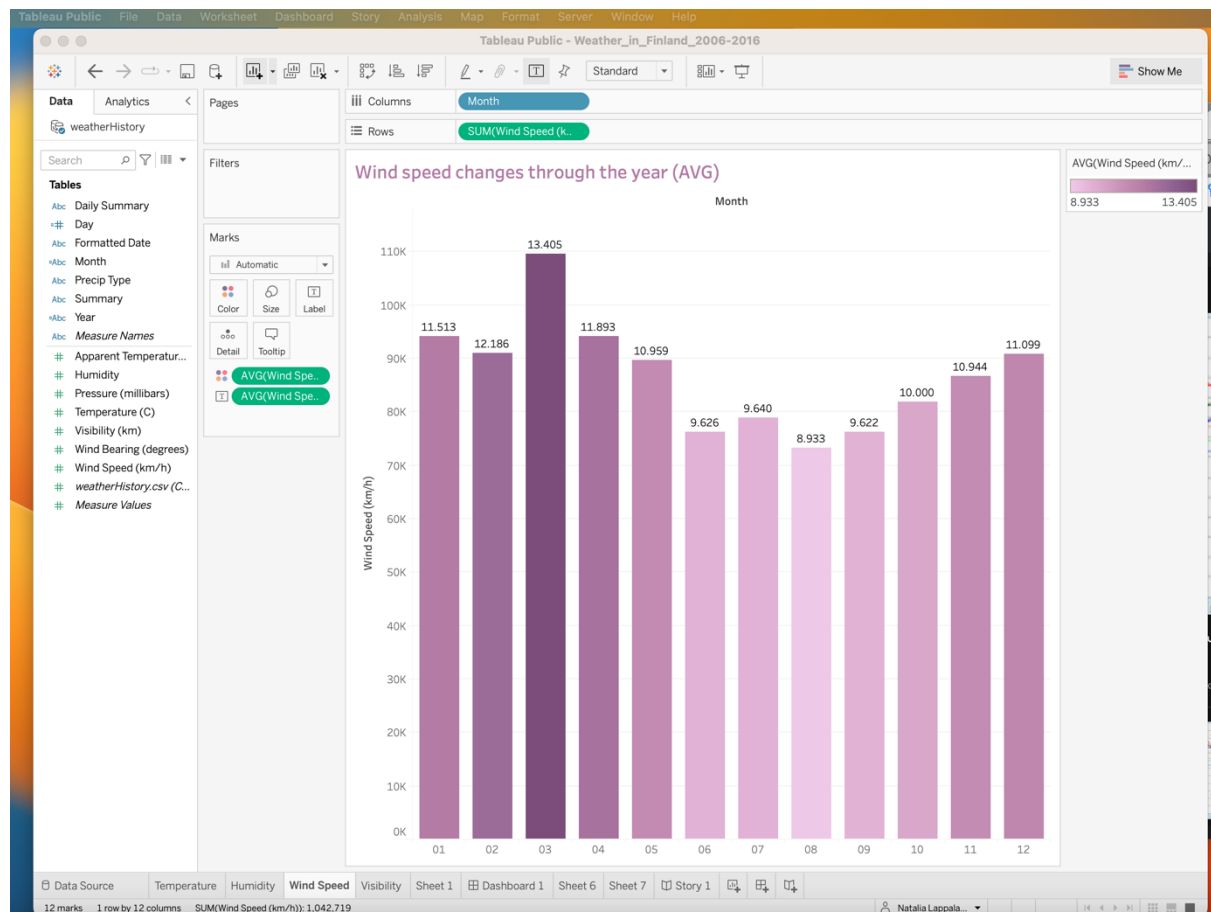 Tableau Public File Data Worksheet Dashboard Story Analysis Map Format Server Window Help
Tableau Public - Weather_in_Finland_2006-2016
Standard
Show Me
Data Analytics
weatherHistory
Search
Tables
Abc Daily Summary
=# Day
Abc Formatted Date
=Abc Month
Abc Precip Type
Abc Summary
=Abc Year
Abc Measure Names
# Apparent Temperatur...
# Humidity
# Pressure (millibars)
# Temperature (C)
# Visibility (km)
# Wind Bearing (degrees)
# Wind Speed (km/h)
# weatherHistory.csv (C...
# Measure Values
Pages
Filters
Marks
Automatic
Color Size Label
Detail Tooltip
AVG(Wind Spe..
AVG(Wind Spe..
iii Columns Month
Rows SUM(Wind Speed (k..
Wind speed changes through the year (AVG)
Month
Wind Speed (km/h)
110K
100K
90K
80K
70K
60K
50K
40K
30K
20K
10K
0K
11.513
12.186
13.405
11.893
10.959
9.626
9.640
8.933
9.622
10.000
10.944
11.099
01 02 03 04 05 06 07 08 09 10 11 12
AVG(Wind Speed (km/...
8.933 13.405
Data Source Temperature Humidity Wind Speed Visibility Sheet 1 Dashboard 1 Sheet 6 Sheet 7 Story 1
12 marks 1 row by 12 columns SUM(Wind Speed (km/h)): 1,042,719 Natalia Lappala...